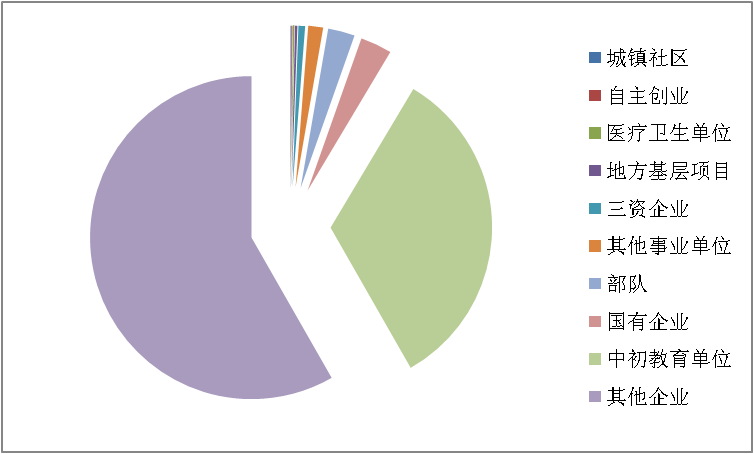 城镇社区
自主创业
医疗卫生单位
地方基层项目
三资企业
其他事业单位
部队
国有企业
中初教育单位
其他企业